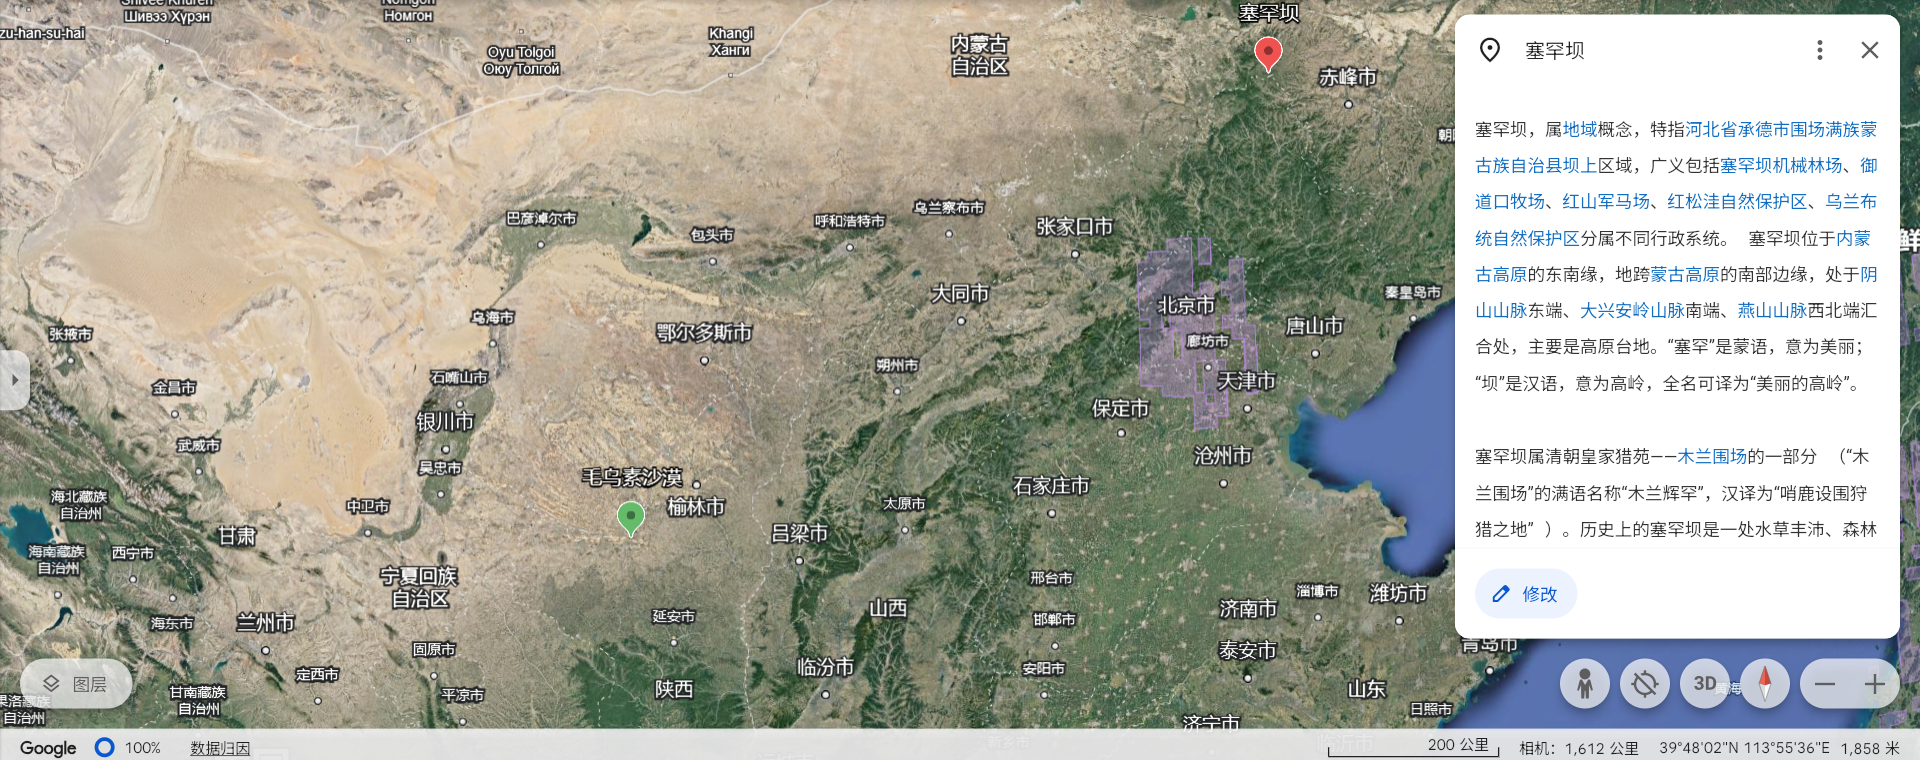 Шивээ Хүрэн
Номгон
zu-han-su-hai
Oyu Tolgoi
Оюу Толгой
Khangi
Ханги
内蒙古
自治区
塞罕坝
赤峰市
巴彦淖尔市
包头市
呼和浩特市
乌兰察布市
张家口市
北京市
廊坊市
天津市
唐山市
秦皇岛市
大同市
朔州市
保定市
沧州市
张掖市
乌海市
鄂尔多斯市
金昌市
石嘴山市
银川市
武威市
吴忠市
毛乌素沙漠
榆林市
石家庄市
太原市
吕梁市
海北藏族
自治州
中卫市
甘肃
海南藏族
自治州
西宁市
宁夏回族
自治区
邢台市
山西
延安市
海东市
兰州市
邯郸市
济南市
淄博市
潍坊市
固原市
定西市
临汾市
安阳市
泰安市
青岛市
果洛藏族
自治州
甘南藏族
自治州
平凉市
陕西
山东
日照市
济宁市
临沂市
黄海
塞罕坝
塞罕坝，属地域概念，特指河北省承德市围场满族蒙
古族自治县坝上区域，广义包括塞罕坝机械林场、御
道口牧场、红山军马场、红松洼自然保护区、乌兰布
统自然保护区分属不同行政系统。 塞罕坝位于内蒙
古高原的东南缘，地跨蒙古高原的南部边缘，处于阴
山山脉东端、大兴安岭山脉南端、燕山山脉西北端汇
合处，主要是高原台地。“塞罕”是蒙语，意为美丽；
“坝”是汉语，意为高岭，全名可译为“美丽的高岭”。
塞罕坝属清朝皇家猎苑——木兰围场的一部分 （“木
兰围场”的满语名称“木兰辉罕”，汉译为“哨鹿设围狩
猎之地” ）。历史上的塞罕坝是一处水草丰沛、森林
修改
图层
3D
Google
100%
数据归因
200 公里
相机：1,612 公里
39°48'02"N 113°55'36"E
1,858 米